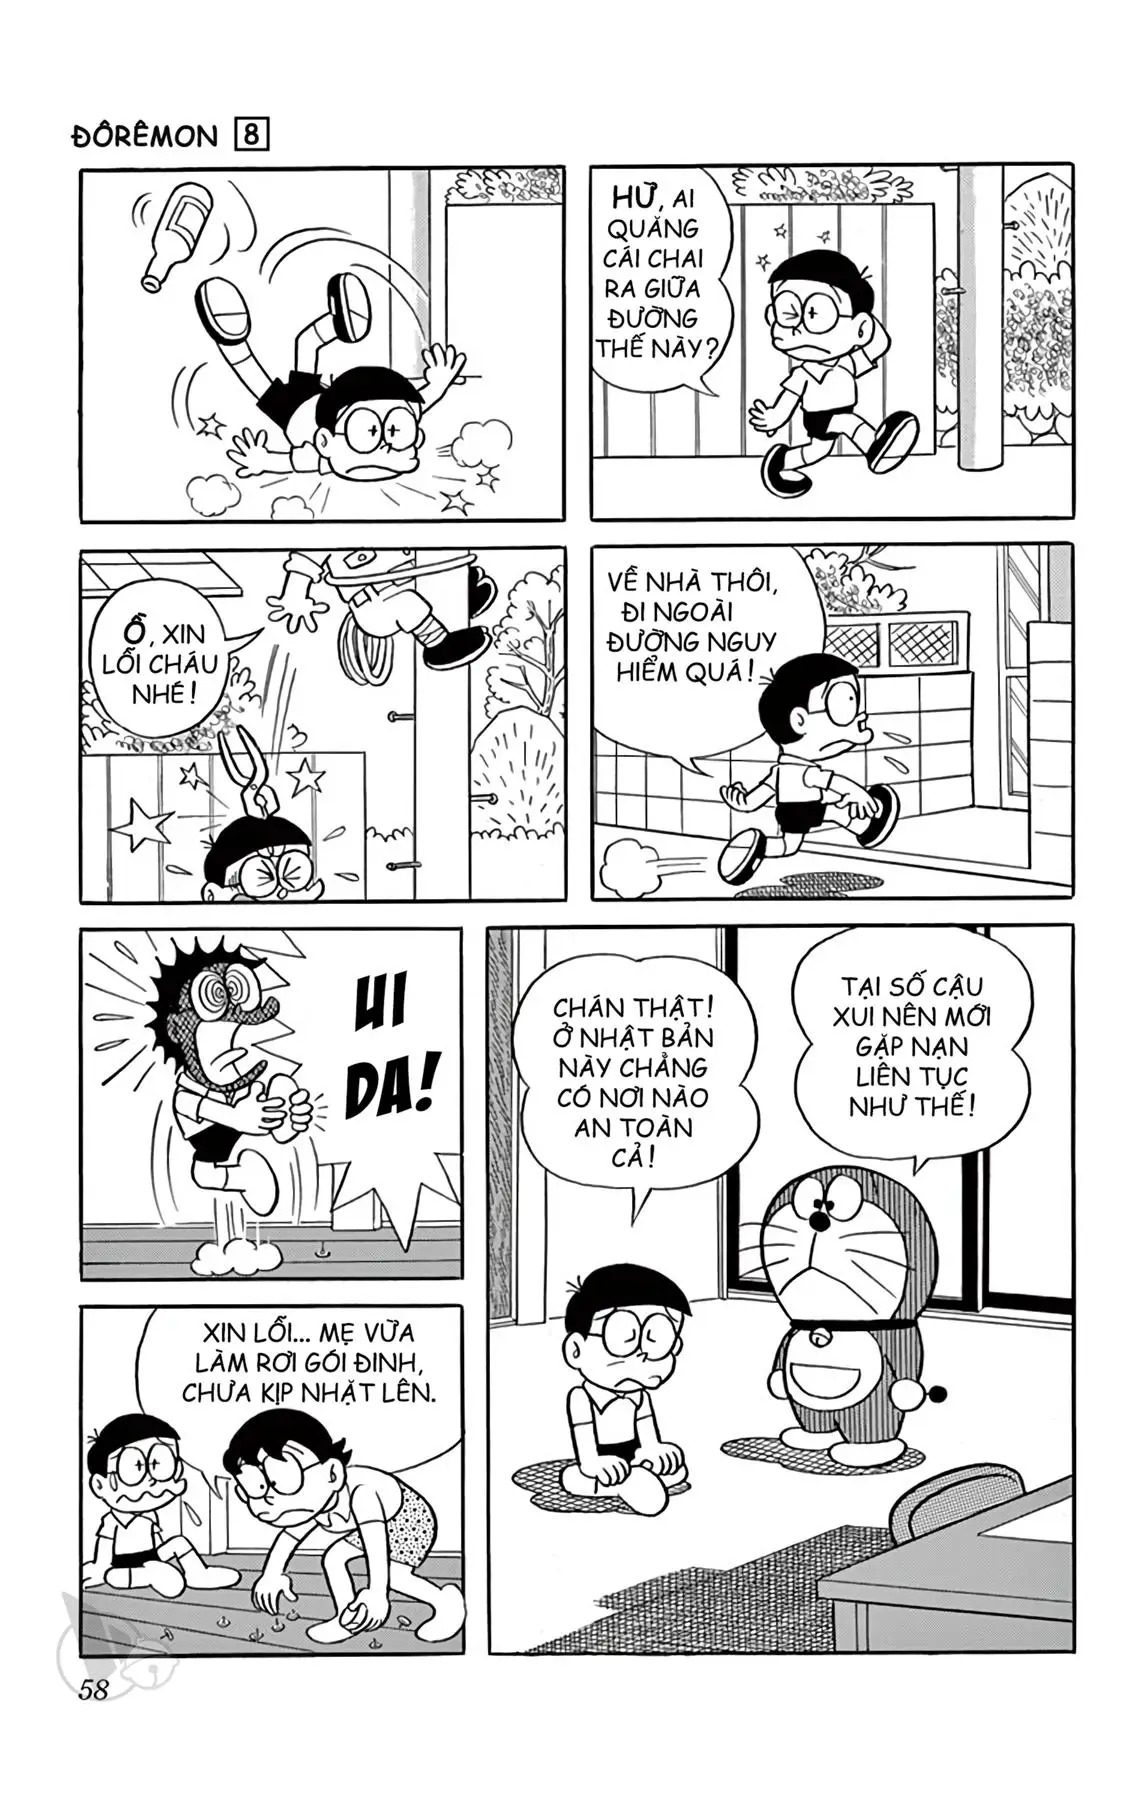 ĐÔRÊMON 8
HỪ, AI
QUĂNG
CÁI CHAI
RA GIỮA
ĐƯỜNG
THẾ NÀY?
Ồ, XIN
LỖI CHÁU
NHÉ!
VỀ NHÀ THÔI,
ĐI NGOÀI
ĐƯỜNG NGUY
HIỂM QUÁ!
UI
DA!
XIN LỖI... MẸ VỪA
LÀM RƠI GÓI ĐINH,
CHƯA KỊP NHẶT LÊN.
CHÁN THẬT!
Ở NHẬT BẢN
NÀY CHẲNG
CÓ NƠI NÀO
AN TOÀN
CẢ!
TẠI SỐ CẬU
XUI NÊN MỚI
GẶP NẠN
LIÊN TỤC
NHƯ THẾ!
58